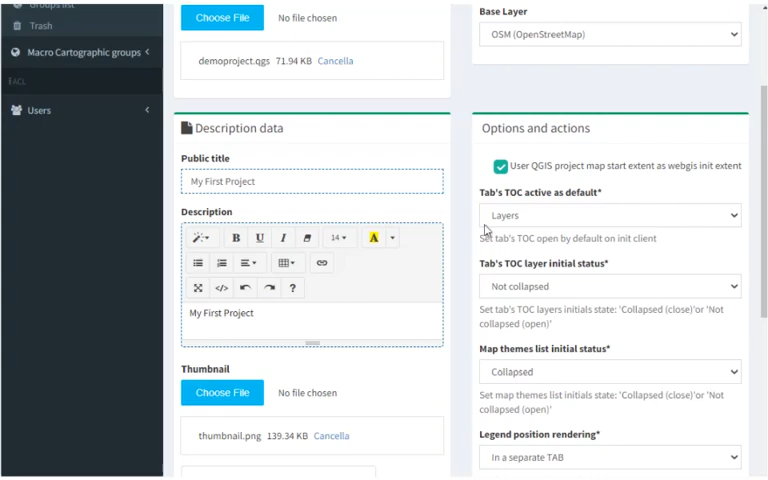 Groups list
Trash
Macro Cartographic groups
Users
Choose File No file chosen
demoproject.qgs 71.94 KB Cancella
Description data
Public title
My First Project
Description
B U I 14 A
</> ?
My First Project
Thumbnail
Choose File No file chosen
thumbnail.png 139.34 KB Cancella
Base Layer
OSM (OpenStreetMap)
Options and actions
User QGIS project map start extent as webgis init extent
Tab's TOC active as default*
Layers
Set tab's TOC open by default on init client
Tab's TOC layer initial status*
Not collapsed
Set tab's TOC layers initials state: 'Collapsed (close)'or 'Not
collapsed (open)'
Map themes list initial status*
Collapsed
Set map themes list initials state: 'Collapsed (close)'or 'Not
collapsed (open)'
Legend position rendering*
In a separate TAB